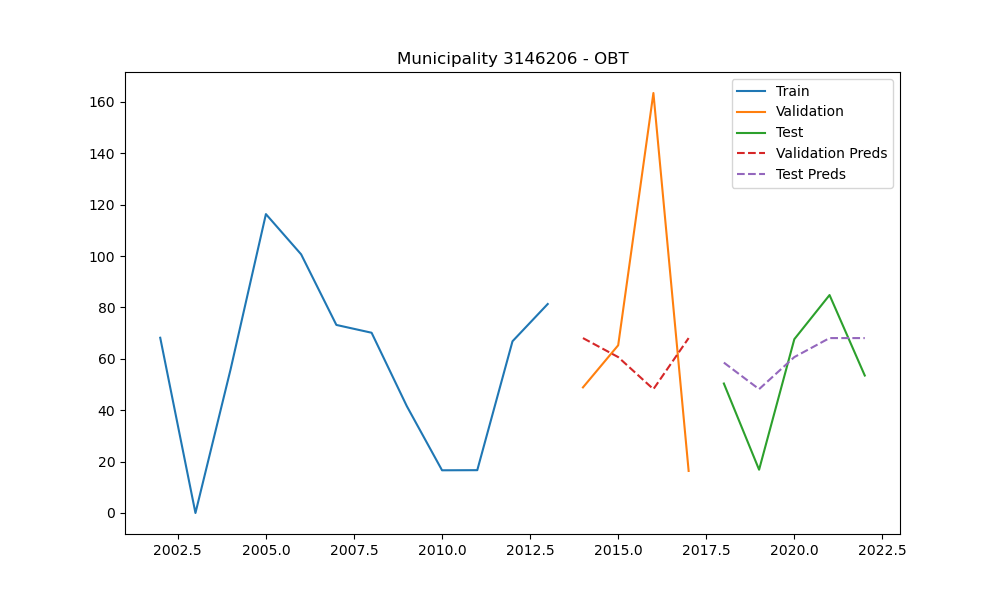 Municipality 3146206 - OBT
Train
Validation
Test
Validation Preds
Test Preds
160
140
120
100
80
60
40
20
0
2002.5 2005.0 2007.5 2010.0 2012.5 2015.0 2017.5 2020.0 2022.5